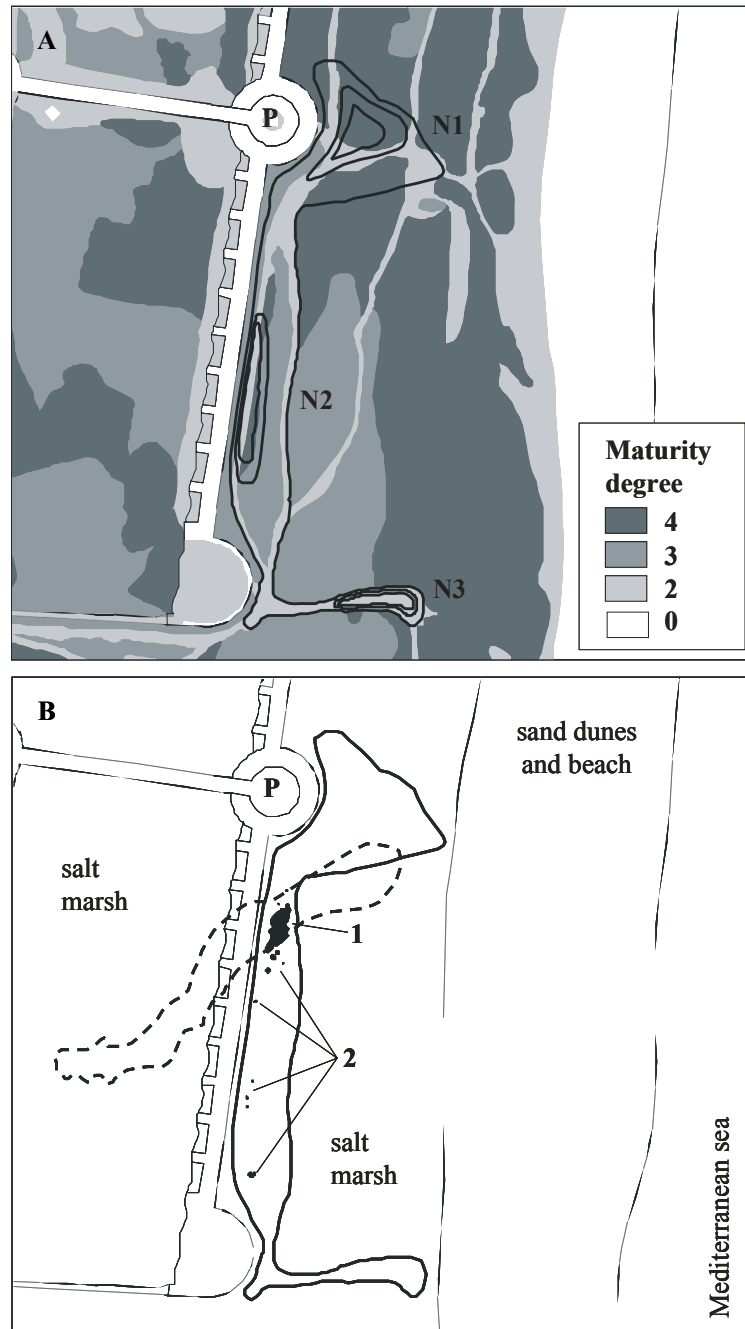 A
P
N1
N2
N3
Maturity
degree
4
3
2
0
B
sand dunes
and beach
P
salt
marsh
1
2
salt
marsh
Mediterranean sea